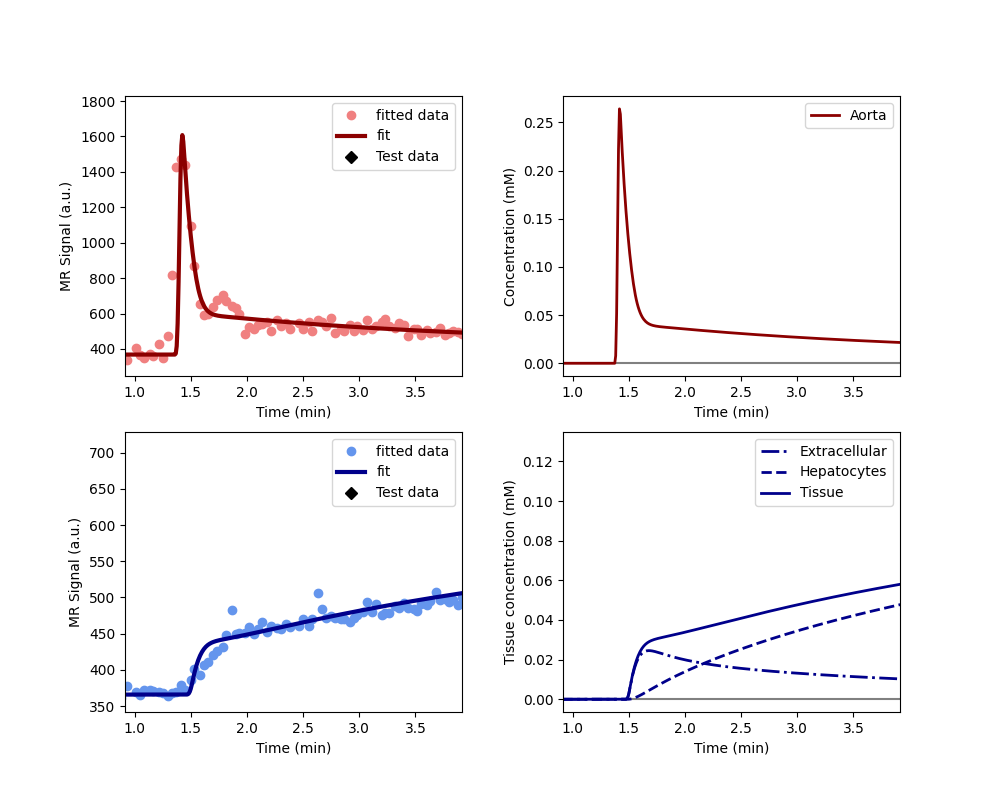 1800
1600
1400
1200
1000
800
600
400
MR Signal (a.u.)
1.0 1.5 2.0 2.5 3.0 3.5
Time (min)
fitted data
fit
Test data
0.25
0.20
0.15
0.10
0.05
0.00
Concentration (mM)
1.0 1.5 2.0 2.5 3.0 3.5
Time (min)
Aorta
700
650
600
550
500
450
400
350
MR Signal (a.u.)
1.0 1.5 2.0 2.5 3.0 3.5
Time (min)
fitted data
fit
Test data
0.12
0.10
0.08
0.06
0.04
0.02
0.00
Tissue concentration (mM)
1.0 1.5 2.0 2.5 3.0 3.5
Time (min)
Extracellular
Hepatocytes
Tissue